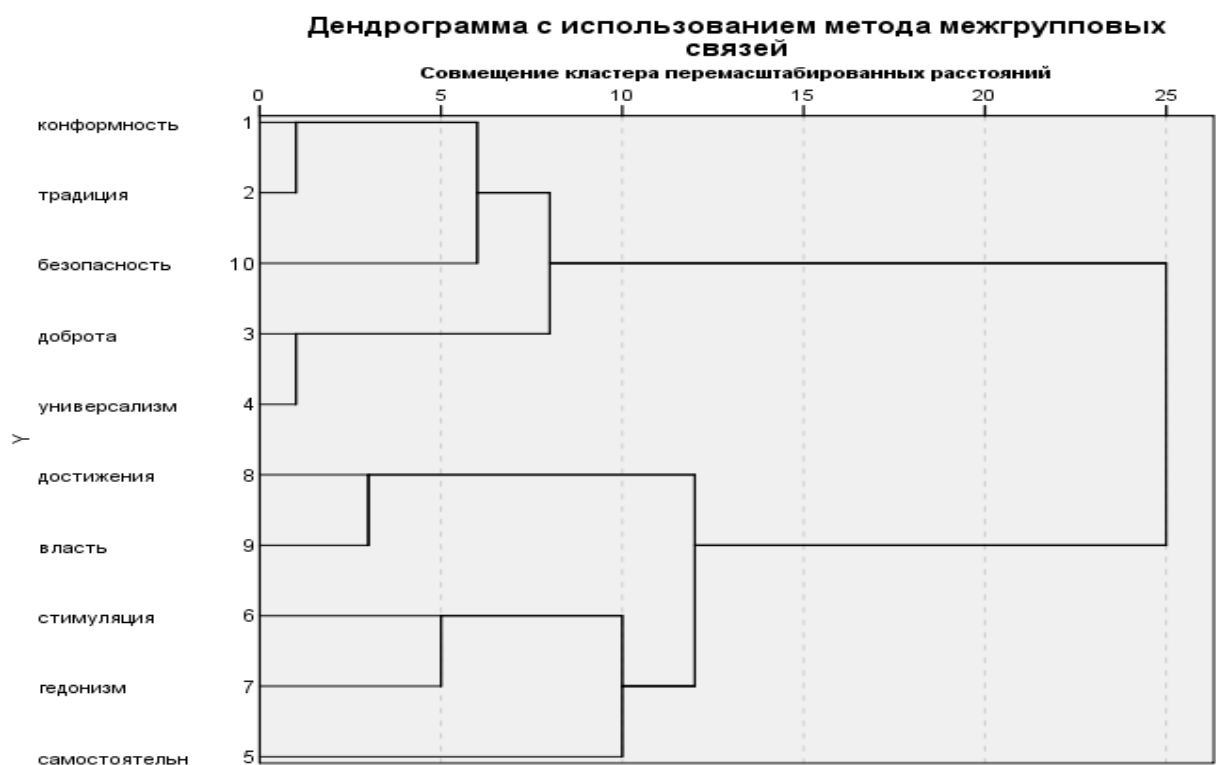 Дендрограмма с использованием метода межгрупповых
связей
Совмещение кластера перемасштабированных расстояний
0 5 10 15 20 25
конформность 1
традиция 2
безопасность 10
доброта 3
универсализм 4
Y
достижения 8
власть 9
стимуляция 6
гедонизм 7
самостоятельн 5